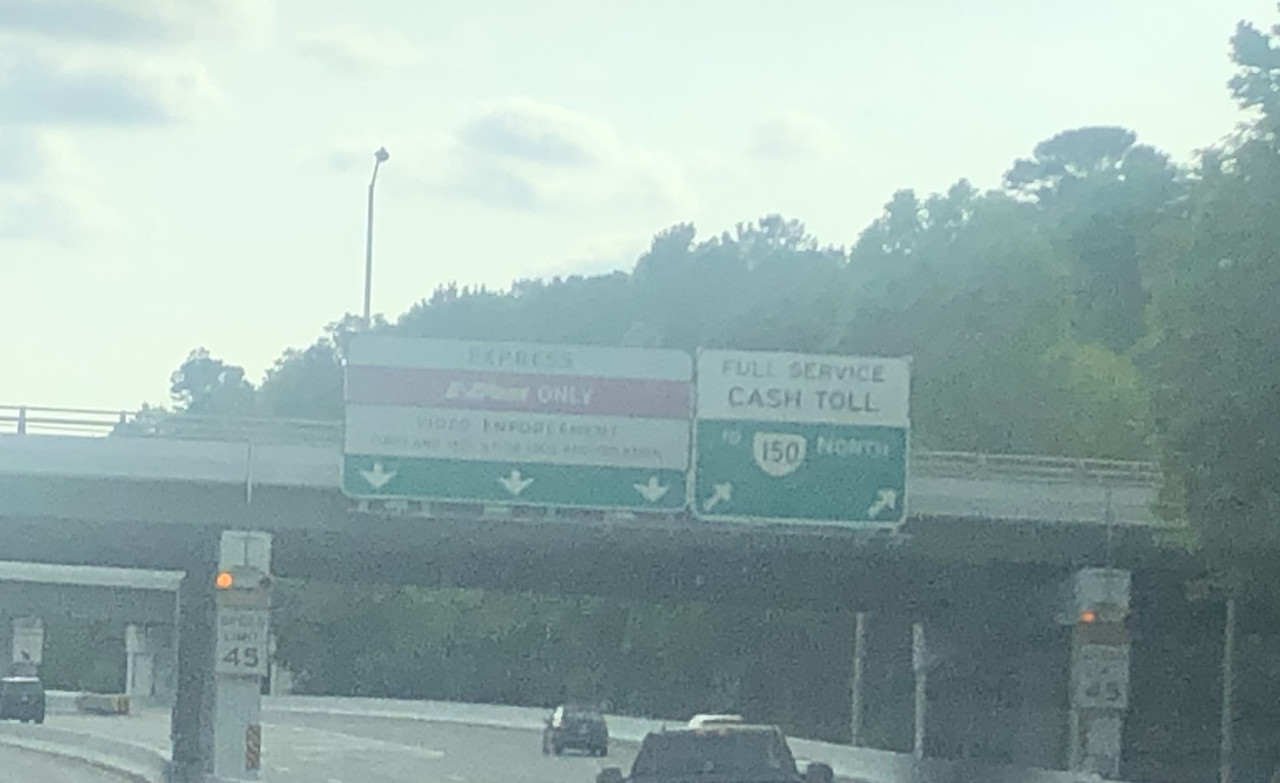 EXPRESS
E-ZPass ONLY
VIDEO ENFORCEMENT
FULL SERVICE
CASH TOLL
TO 150 NORTH
SPEED
LIMIT
45
45